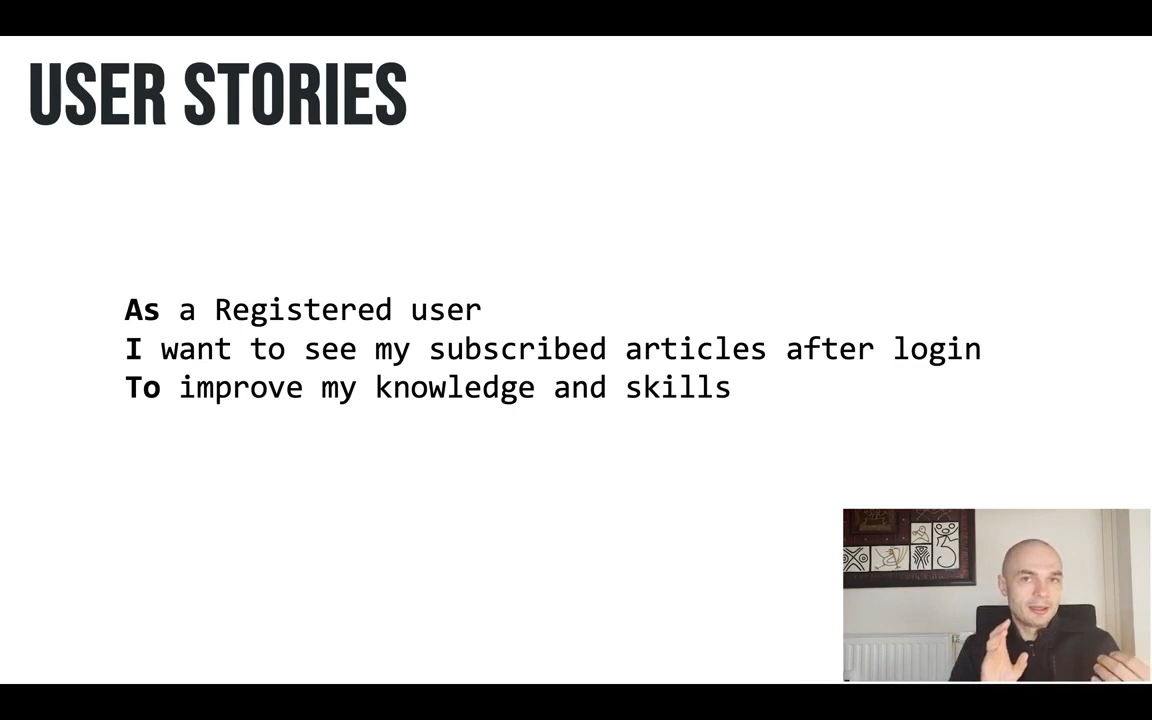 USER STORIES
As a Registered user
I want to see my subscribed articles after login
To improve my knowledge and skills